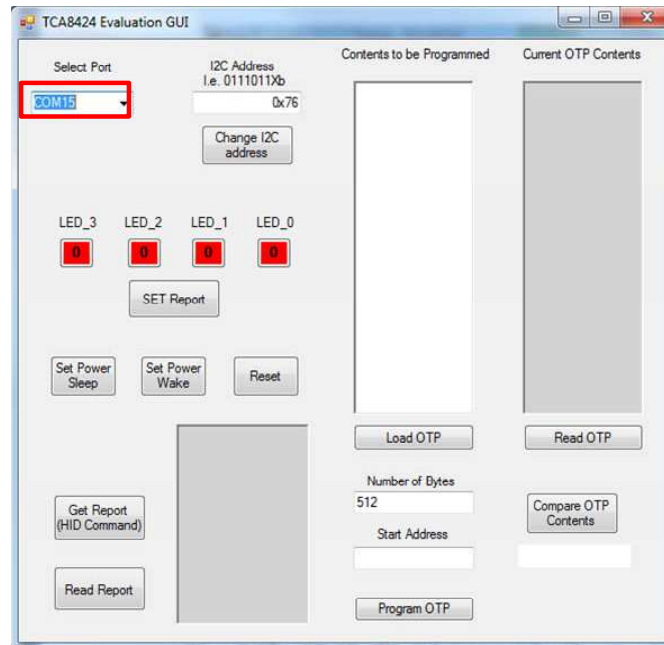 TCA8424 Evaluation GUI
Select Port
I2C Address
I.e. 0111011Xb
Contents to be Programmed
Current OTP Contents
COM15
0x76
Change I2C
address
LED_3 LED_2 LED_1 LED_0
0 0 0 0
SET Report
Set Power
Sleep
Set Power
Wake
Reset
Load OTP
Read OTP
Number of Bytes
512
Get Report
(HID Command)
Compare OTP
Contents
Start Address
Read Report
Program OTP